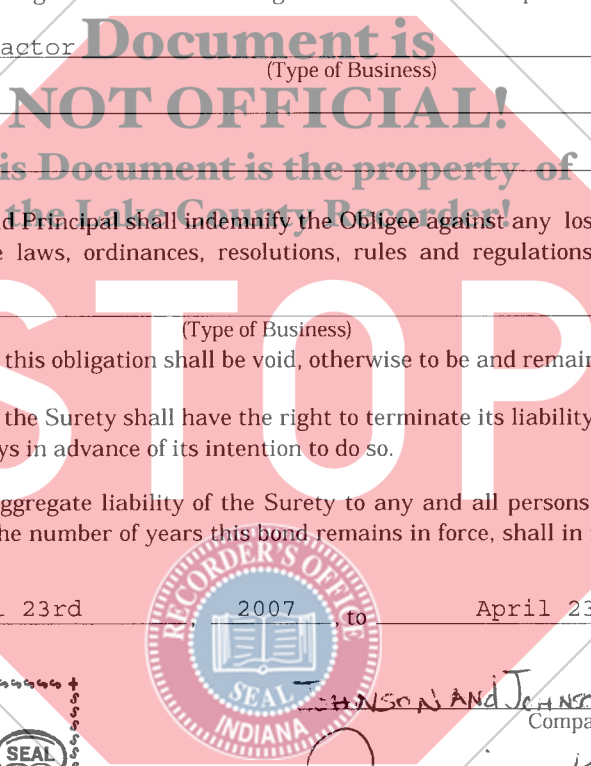 actor
Document is
(Type of Business)
NOT OFFICIAL!
is Document is the property of
the Lake County Recorder!
d Principal shall indemnify the Obligee against any los
e laws, ordinances, resolutions, rules and regulations
STOP
(Type of Business)
this obligation shall be void, otherwise to be and remain
the Surety shall have the right to terminate its liability
ys in advance of its intention to do so.
ggregate liability of the Surety to any and all persons
he number of years this bond remains in force, shall in
RECORDER'S OFFICE
23rd , 2007 , to April 23
SEAL
INDIANA
JOHNSON AND JOHNS
Compa
SEAL